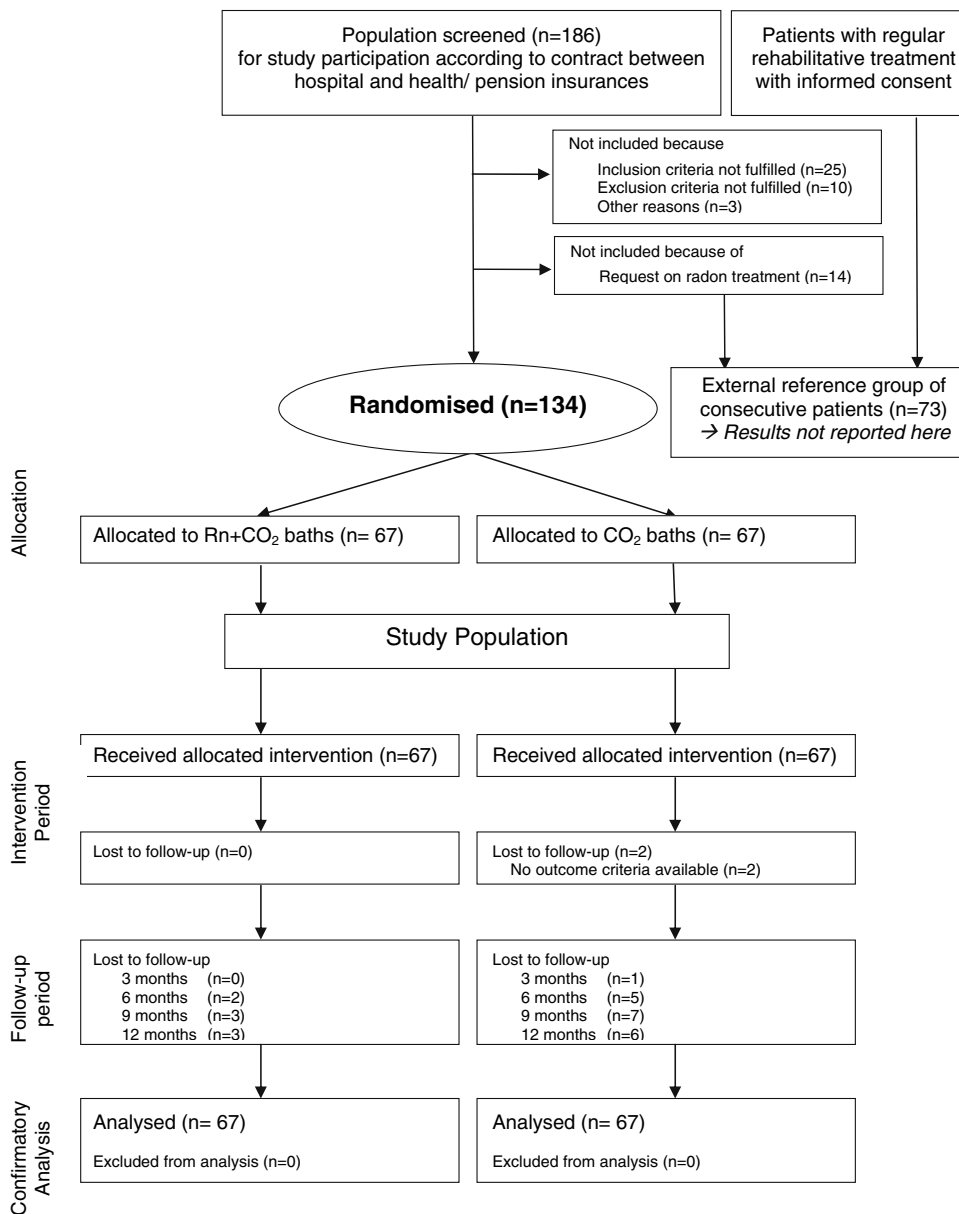 Population screened (n=186)
for study participation according to contract between
hospital and health/ pension insurances
Patients with regular
rehabilitative treatment
with informed consent
Not included because
Inclusion criteria not fulfilled (n=25)
Exclusion criteria not fulfilled (n=10)
Other reasons (n=3)
Not included because of
Request on radon treatment (n=14)
Randomised (n=134)
External reference group of
consecutive patients (n=73)
→ Results not reported here
Allocation
Allocated to Rn+CO₂ baths (n= 67)
Allocated to CO₂ baths (n= 67)
Study Population
Intervention
Period
Received allocated intervention (n=67)
Received allocated intervention (n=67)
Lost to follow-up (n=0)
Lost to follow-up (n=2)
No outcome criteria available (n=2)
Follow-up
period
Lost to follow-up
3 months (n=0)
6 months (n=2)
9 months (n=3)
12 months (n=3)
Lost to follow-up
3 months (n=1)
6 months (n=5)
9 months (n=7)
12 months (n=6)
Confirmatory
Analysis
Analysed (n= 67)
Excluded from analysis (n=0)
Analysed (n= 67)
Excluded from analysis (n=0)